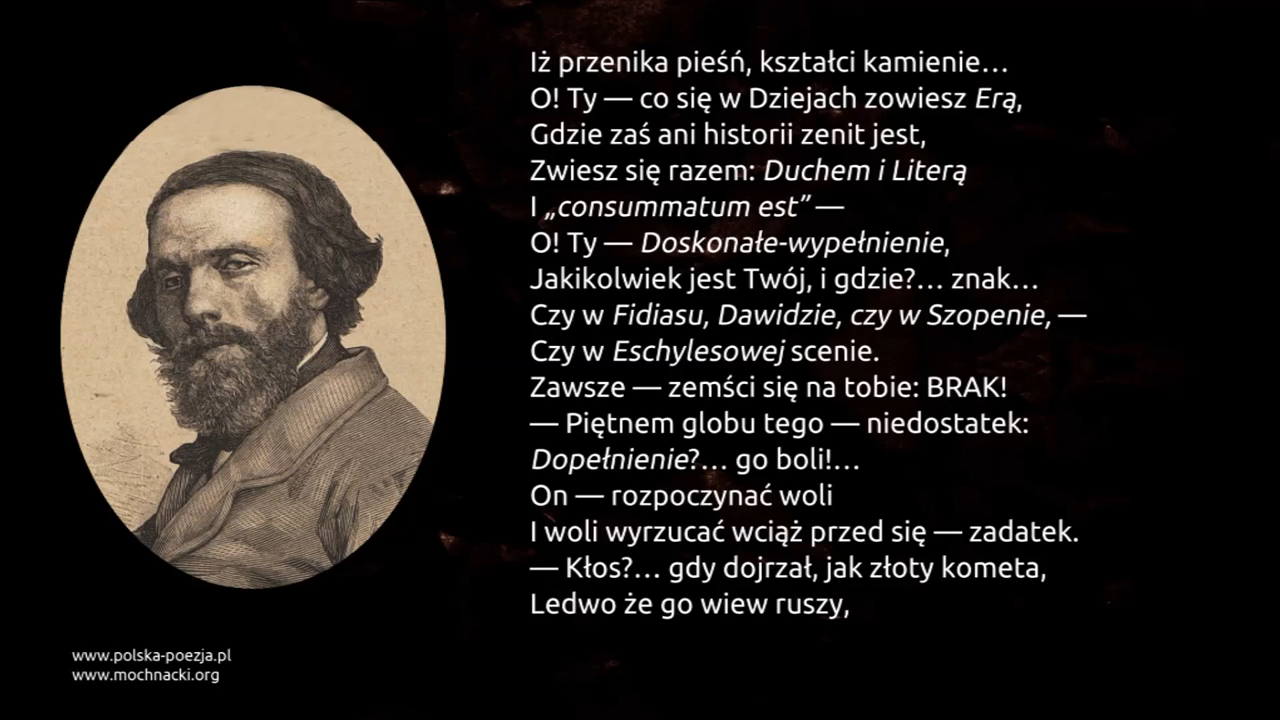 Iż przenika pieśń, kształci kamienie…
O! Ty — co się w Dziejach zowiesz Erą,
Gdzie zaś ani historii zenit jest,
Zwiesz się razem: Duchem i Literą
I „consummatum est” —
O! Ty — Doskonałe-wypełnienie,
Jakikolwiek jest Twój, i gdzie?… znak…
Czy w Fidiasu, Dawidzie, czy w Szopenie, —
Czy w Eschylesowej scenie.
Zawsze — zemści się na tobie: BRAK!
— Piętnem globu tego — niedostatek:
Dopełnienie?… go boli!…
On — rozpoczynać woli
I woli wyrzucać wciąż przed się — zadatek.
— Kłos?… gdy dojrzał, jak złoty kometa,
Ledwo że go wiew ruszy,
www.polska-poezja.pl
www.mochnacki.org